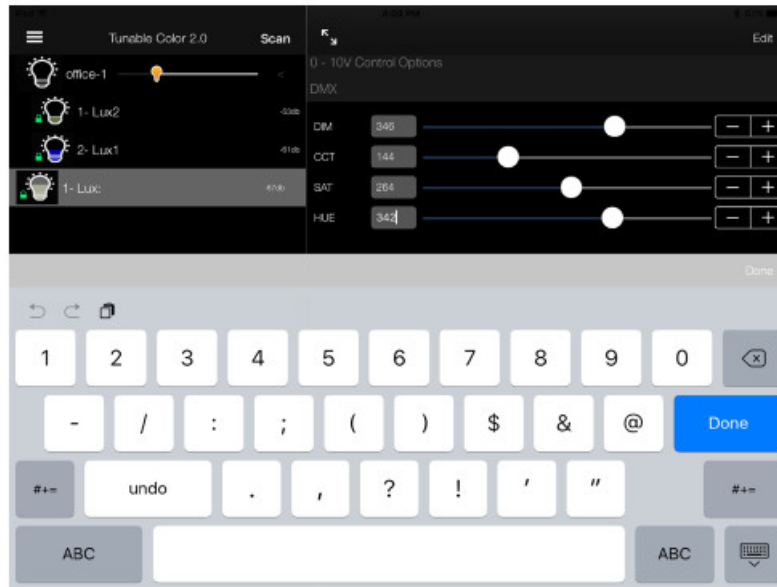 Tunable Color 2.0
Scan
Edit
office-1
<
0 - 10V Control Options
DMX
1- Lux2
-53db
2- Lux1
-61db
1- Lux:
DIM 346 - +
CCT 144 - +
SAT 264 - +
HUE 342 - +
Done
1 2 3 4 5 6 7 8 9 0
- / : ; ( ) $ & @ Done
#+= undo . , ? ! ' " #+=
ABC ABC